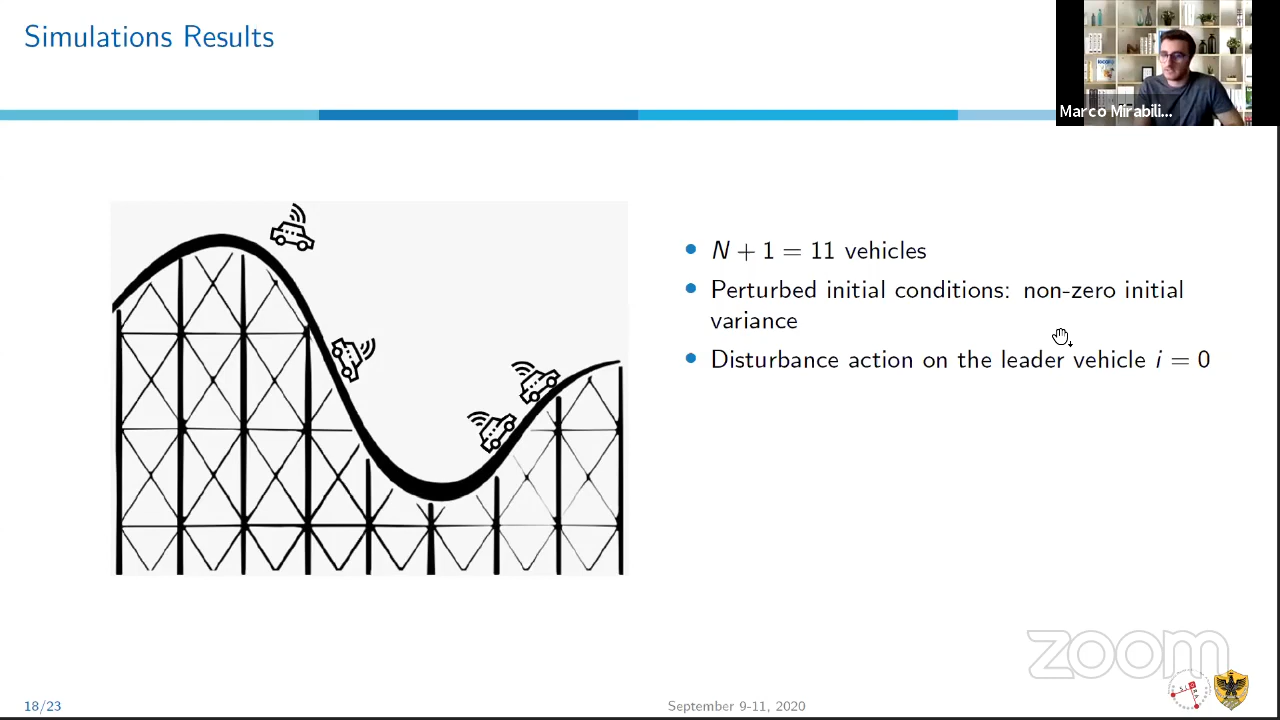 Simulations Results
Marco Mirabili...
N + 1 = 11 vehicles
Perturbed initial conditions: non-zero initial
variance
Disturbance action on the leader vehicle i = 0
zoom
18/23
September 9-11, 2020